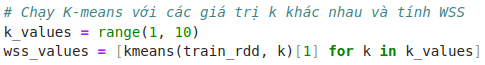 # Chạy K-means với các giá trị k khác nhau và tính WSS
k_values = range(1, 10)
wss_values = [kmeans(train_rdd, k)[1] for k in k_values]